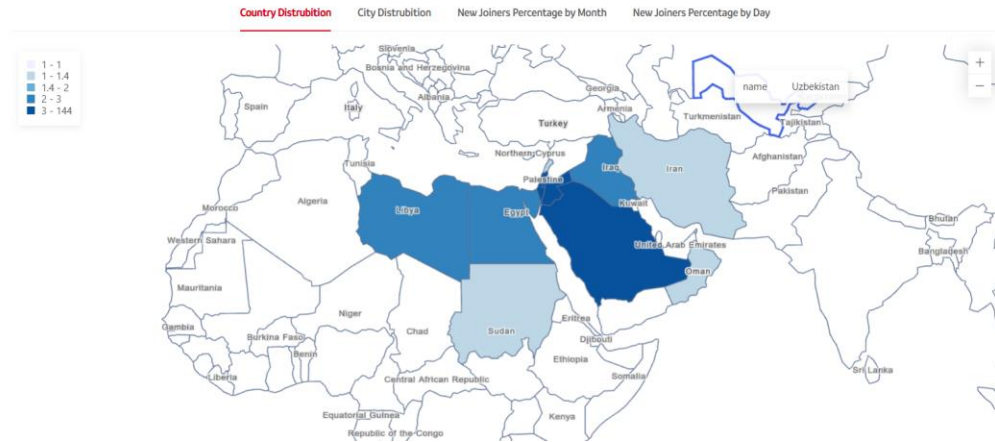 Country Distrubition
City Distrubition
New Joiners Percentage by Month
New Joiners Percentage by Day
1 - 1
1 - 1.4
1.4 - 2
2 - 3
3 - 144
+
−
name Uzbekistan
Slovenia
Bosnia and Herzegovina
Georgia
Albania
Italy
Spain
Armenia
Turkmenistan
Turkey
Tajikistan
Northern Cyprus
Afghanistan
Tunisia
Iraq
Iran
Palestine
Pakistan
Algeria
Kuwait
Morocco
Libya
Egypt
Bhutan
Western Sahara
United Arab Emirates
Bangladesh
Oman
Mauritania
Niger
Eritrea
Gambia
Chad
Sudan
Burkina Faso
Djibouti
Benin
Ethiopia
Sri Lanka
Liberia
Central African Republic
Somalia
Equatorial Guinea
Kenya
Republic of the Congo